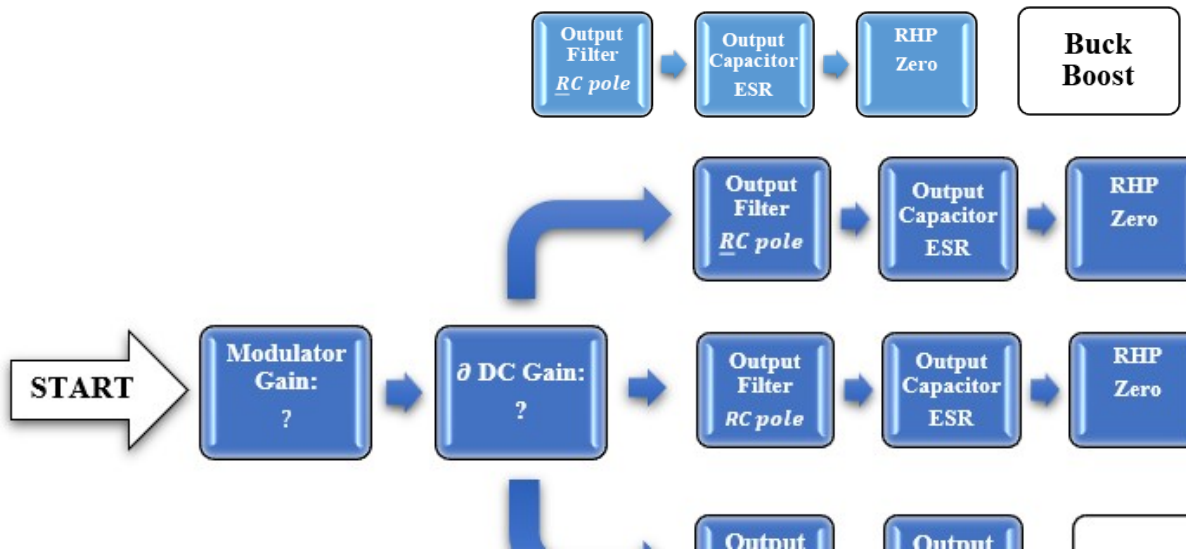 Output
Filter
RC pole
Output
Capacitor
ESR
RHP
Zero
Buck
Boost
Output
Filter
RC pole
Output
Capacitor
ESR
RHP
Zero
START
Modulator
Gain:
?
∂ DC Gain:
?
Output
Filter
RC pole
Output
Capacitor
ESR
RHP
Zero
Output
Output